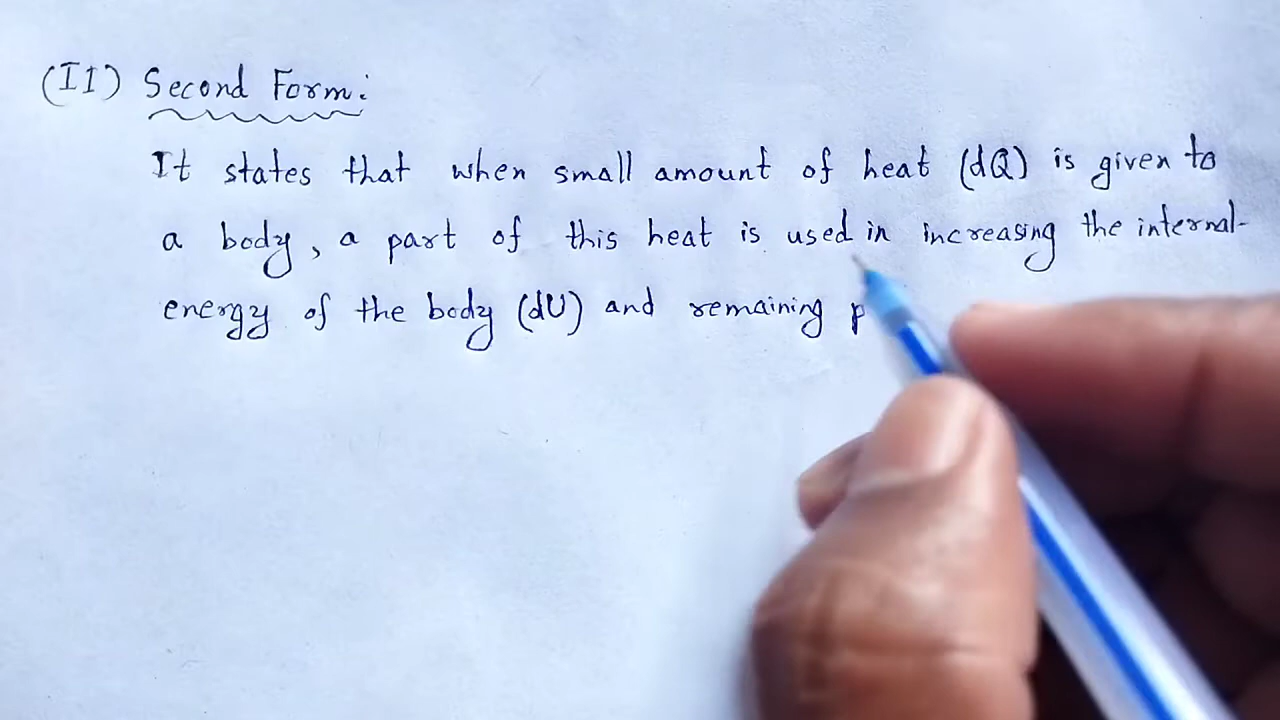 (II) Second Form:
It states that when small amount of heat (dQ) is given to
a body, a part of this heat is used in increasing the internal-
energy of the body (dU) and remaining p